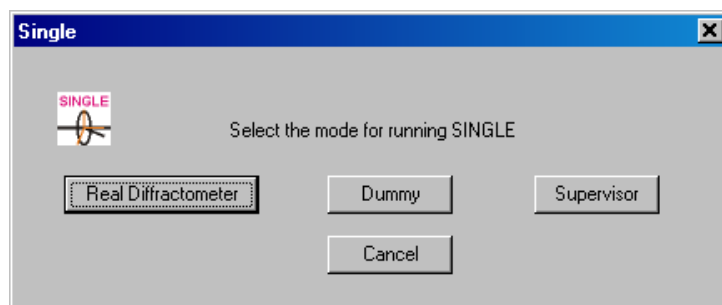 Single
SINGLE
Select the mode for running SINGLE
Real Diffractometer
Dummy
Supervisor
Cancel